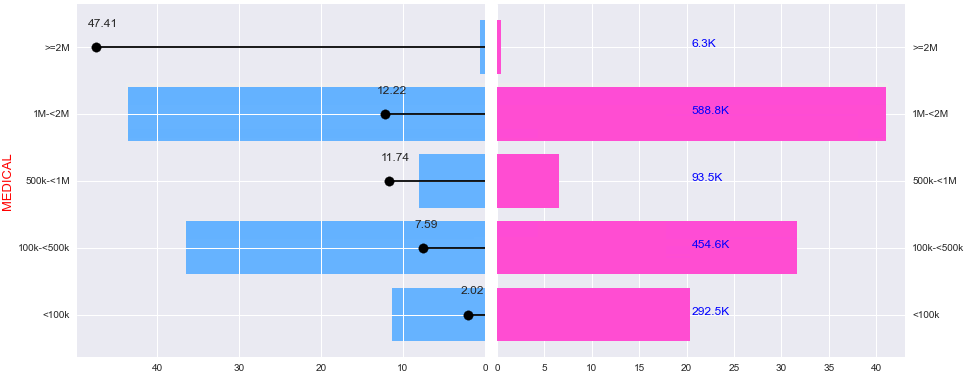 47.41
>=2M
6.3K
>=2M
12.22
1M-<2M
588.8K
1M-<2M
11.74
500k-<1M
93.5K
500k-<1M
MEDICAL
7.59
100k-<500k
454.6K
100k-<500k
2.02
<100k
292.5K
<100k
40 30 20 10 0
0 5 10 15 20 25 30 35 40